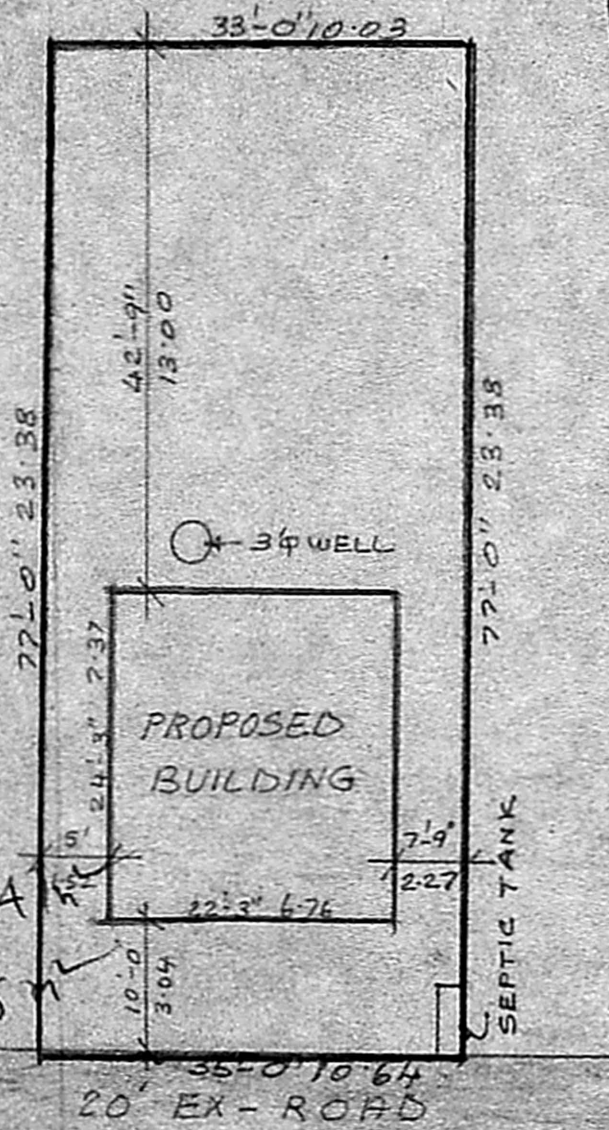 33'-0" 10.03
42'-9"
13.00
77'-0" 23.38
77'-0" 23.38
3'φ WELL
24'-3" 7.37
PROPOSED
BUILDING
5'
7'-9"
2.27
22'-3" 6.76
10'-0
3.04
SEPTIC TANK
35-0" 10.64
20' EX-ROAD